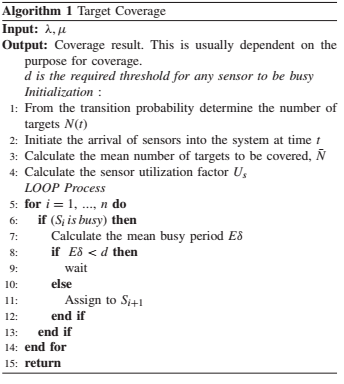 Algorithm 1 Target Coverage
Input: λ, μ
Output: Coverage result. This is usually dependent on the
purpose for coverage.
d is the required threshold for any sensor to be busy
Initialization :
1: From the transition probability determine the number of
targets N(t)
2: Initiate the arrival of sensors into the system at time t
3: Calculate the mean number of targets to be covered, N̄
4: Calculate the sensor utilization factor Uₛ
LOOP Process
5: for i = 1, ..., n do
6: if (Sᵢ is busy) then
7: Calculate the mean busy period Eδ
8: if Eδ < d then
9: wait
10: else
11: Assign to Sᵢ₊₁
12: end if
13: end if
14: end for
15: return